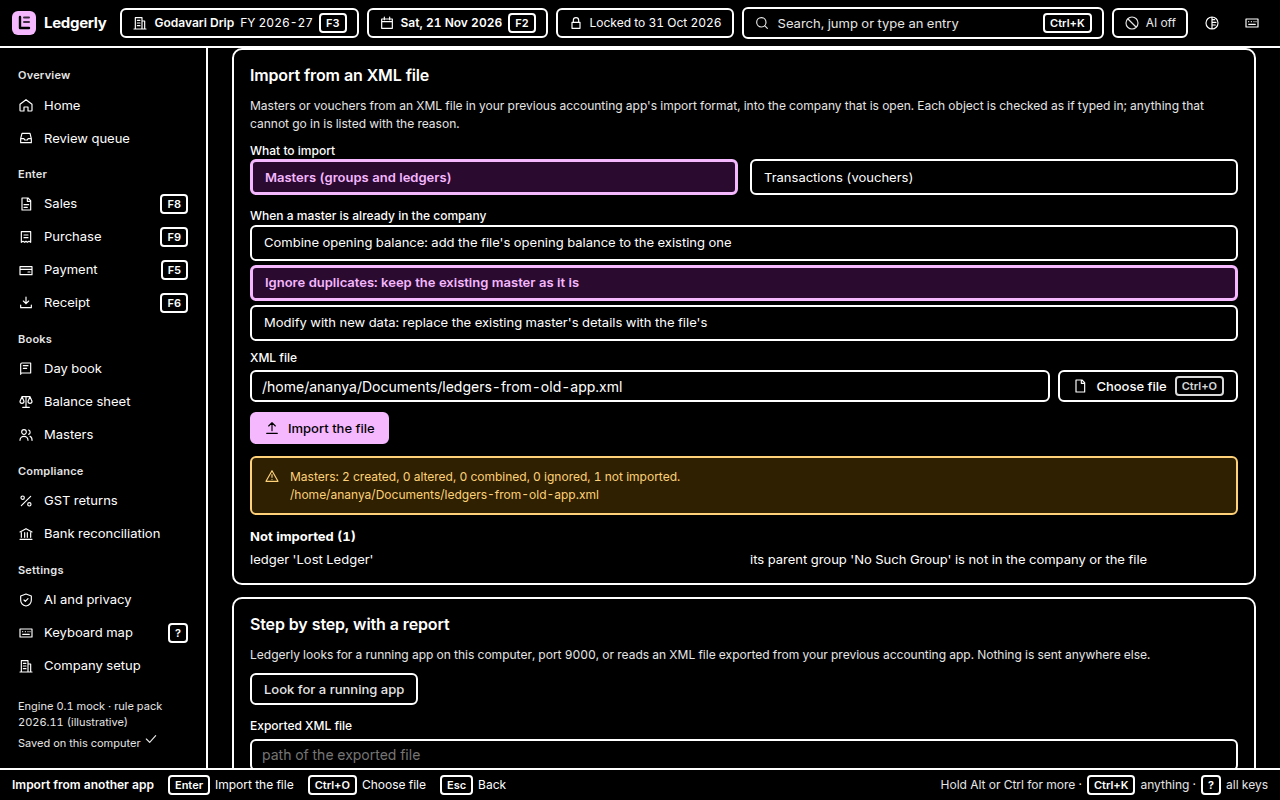 Ledgerly
Godavari Drip FY 2026-27 F3
Sat, 21 Nov 2026 F2
Locked to 31 Oct 2026
Search, jump or type an entry Ctrl+K
AI off
Overview
Home
Review queue
Enter
Sales F8
Purchase F9
Payment F5
Receipt F6
Books
Day book
Balance sheet
Masters
Compliance
GST returns
Bank reconciliation
Settings
AI and privacy
Keyboard map ?
Company setup
Engine 0.1 mock · rule pack
2026.11 (illustrative)
Saved on this computer
Import from an XML file
Masters or vouchers from an XML file in your previous accounting app's import format, into the company that is open. Each object is checked as if typed in; anything that
cannot go in is listed with the reason.
What to import
Masters (groups and ledgers)
Transactions (vouchers)
When a master is already in the company
Combine opening balance: add the file's opening balance to the existing one
Ignore duplicates: keep the existing master as it is
Modify with new data: replace the existing master's details with the file's
XML file
/home/ananya/Documents/ledgers-from-old-app.xml
Choose file Ctrl+O
Import the file
Masters: 2 created, 0 altered, 0 combined, 0 ignored, 1 not imported.
/home/ananya/Documents/ledgers-from-old-app.xml
Not imported (1)
ledger 'Lost Ledger' its parent group 'No Such Group' is not in the company or the file
Step by step, with a report
Ledgerly looks for a running app on this computer, port 9000, or reads an XML file exported from your previous accounting app. Nothing is sent anywhere else.
Look for a running app
Exported XML file
path of the exported file
Import from another app Enter Import the file Ctrl+O Choose file Esc Back
Hold Alt or Ctrl for more · Ctrl+K anything · ? all keys